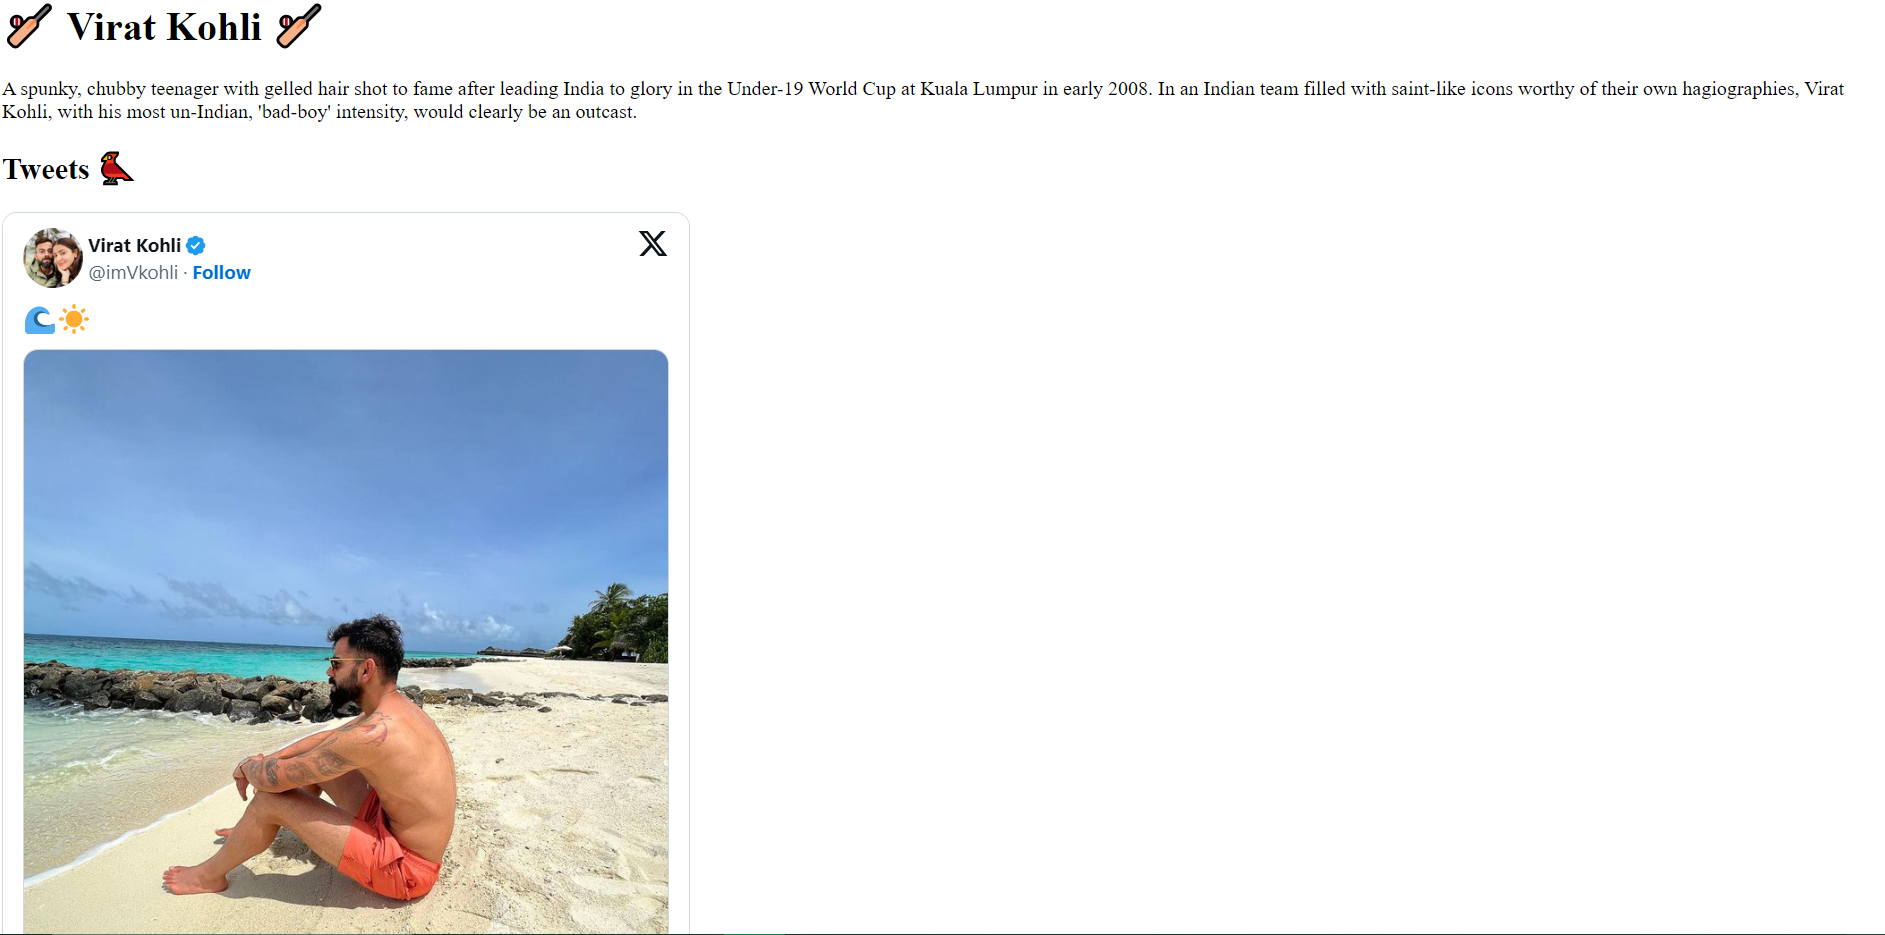 Virat Kohli
A spunky, chubby teenager with gelled hair shot to fame after leading India to glory in the Under-19 World Cup at Kuala Lumpur in early 2008. In an Indian team filled with saint-like icons worthy of their own hagiographies, Virat
Kohli, with his most un-Indian, 'bad-boy' intensity, would clearly be an outcast.
Tweets
Virat Kohli
@imVkohli · Follow